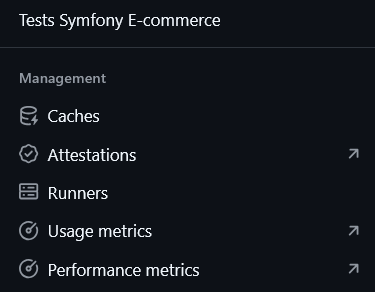 Tests Symfony E-commerce
Management
Caches
Attestations
Runners
Usage metrics
Performance metrics